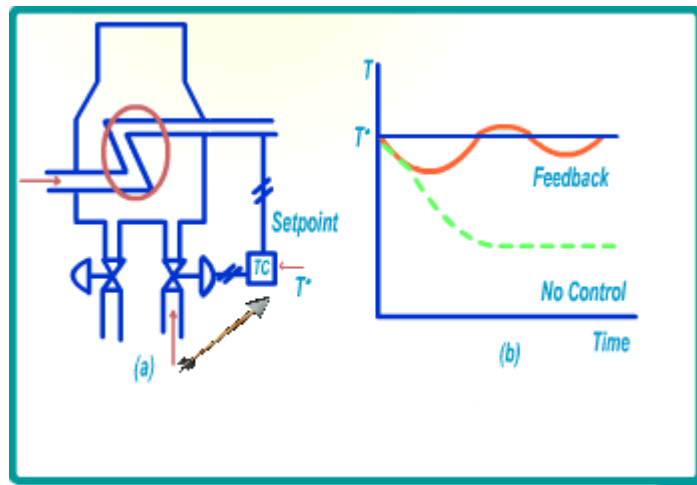 Setpoint
TC
T*
(a)
T
T*
Feedback
No Control
Time
(b)